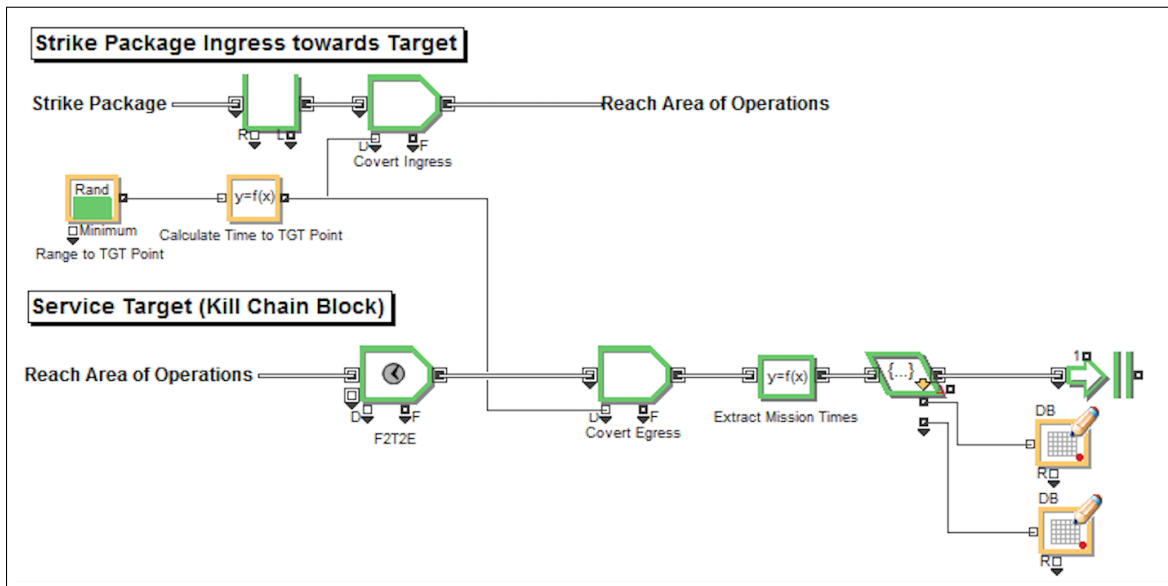 Strike Package Ingress towards Target
Strike Package
Reach Area of Operations
R L
D F
Covert Ingress
Rand
y=f(x)
Minimum
Range to TGT Point
Calculate Time to TGT Point
Service Target (Kill Chain Block)
Reach Area of Operations
D F
F2T2E
D F
Covert Egress
y=f(x)
Extract Mission Times
{...}
1
DB
R
DB
R